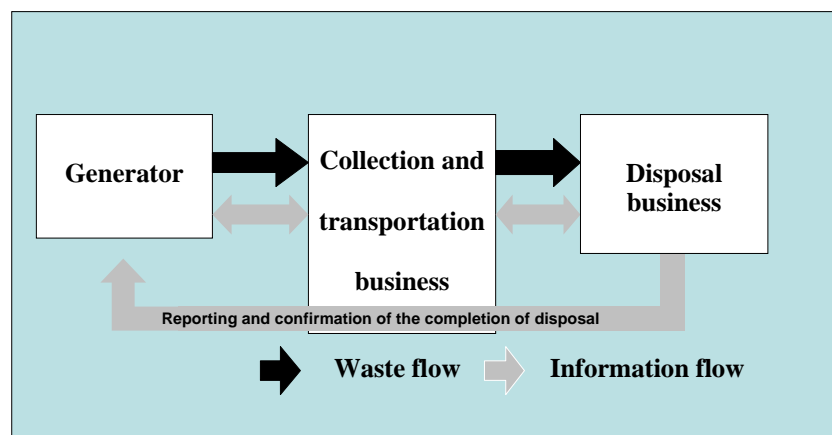 Generator
Collection and
transportation
business
Disposal
business
Reporting and confirmation of the completion of disposal
Waste flow
Information flow